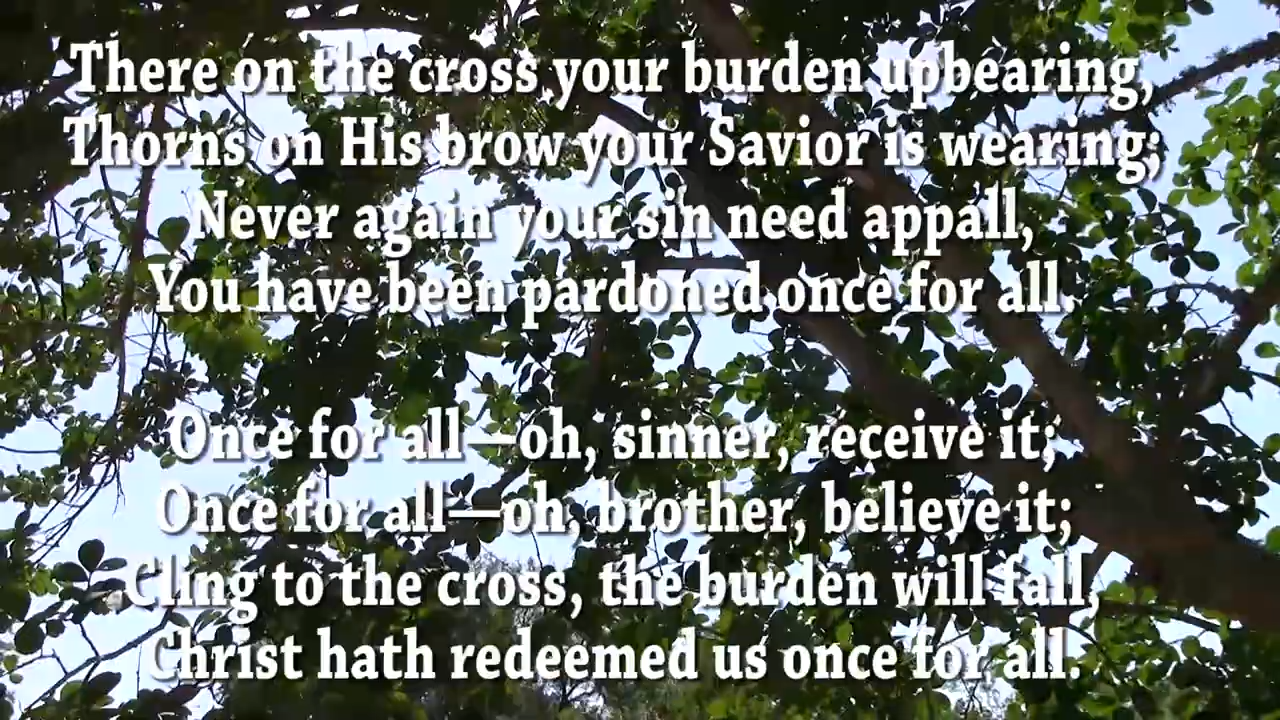 There on the cross your burden upbearing,
Thorns on His brow your Savior is wearing;
Never again your sin need appall,
You have been pardoned once for all.
Once for all—oh, sinner, receive it;
Once for all—oh, brother, believe it;
Cling to the cross, the burden will fall,
Christ hath redeemed us once for all.